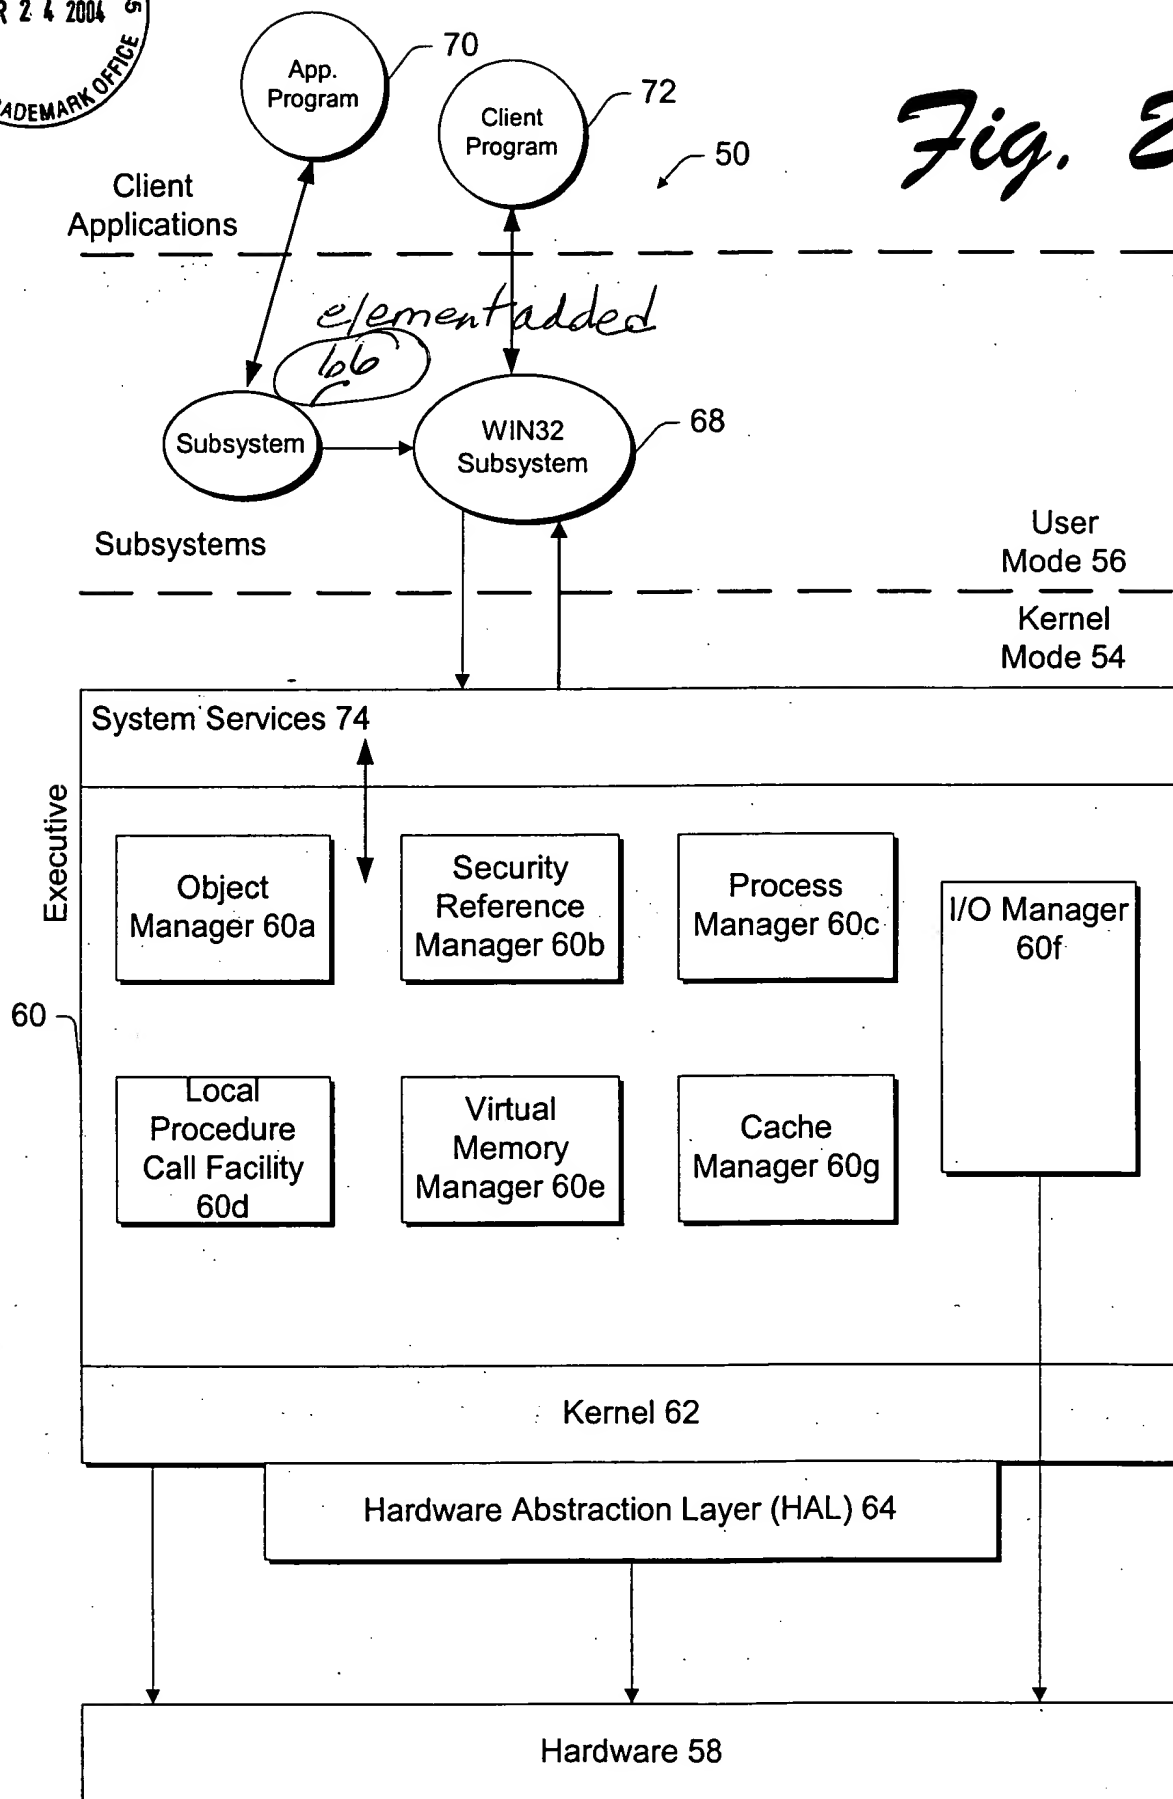 R 2 4 2004
5
ADEMARK OFFICE
70
App.
Program
72
Client
Program
50
Fig. 2
Client
Applications
element added
66
Subsystem
WIN32
Subsystem
68
Subsystems
User
Mode 56
Kernel
Mode 54
System Services 74
Executive
Object
Manager 60a
Security
Reference
Manager 60b
Process
Manager 60c
I/O Manager
60f
60
Local
Procedure
Call Facility
60d
Virtual
Memory
Manager 60e
Cache
Manager 60g
Kernel 62
Hardware Abstraction Layer (HAL) 64
Hardware 58